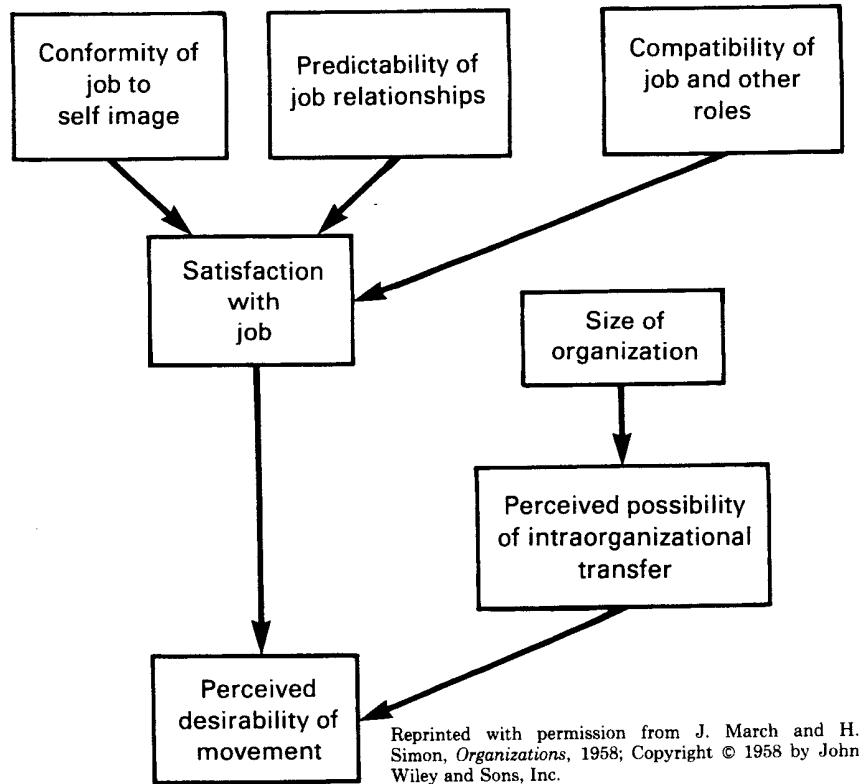 Conformity of
job to
self image
Predictability of
job relationships
Compatibility of
job and other
roles
Satisfaction
with
job
Size of
organization
Perceived possibility
of intraorganizational
transfer
Perceived
desirability of
movement
Reprinted with permission from J. March and H.
Simon, Organizations, 1958; Copyright © 1958 by John
Wiley and Sons, Inc.